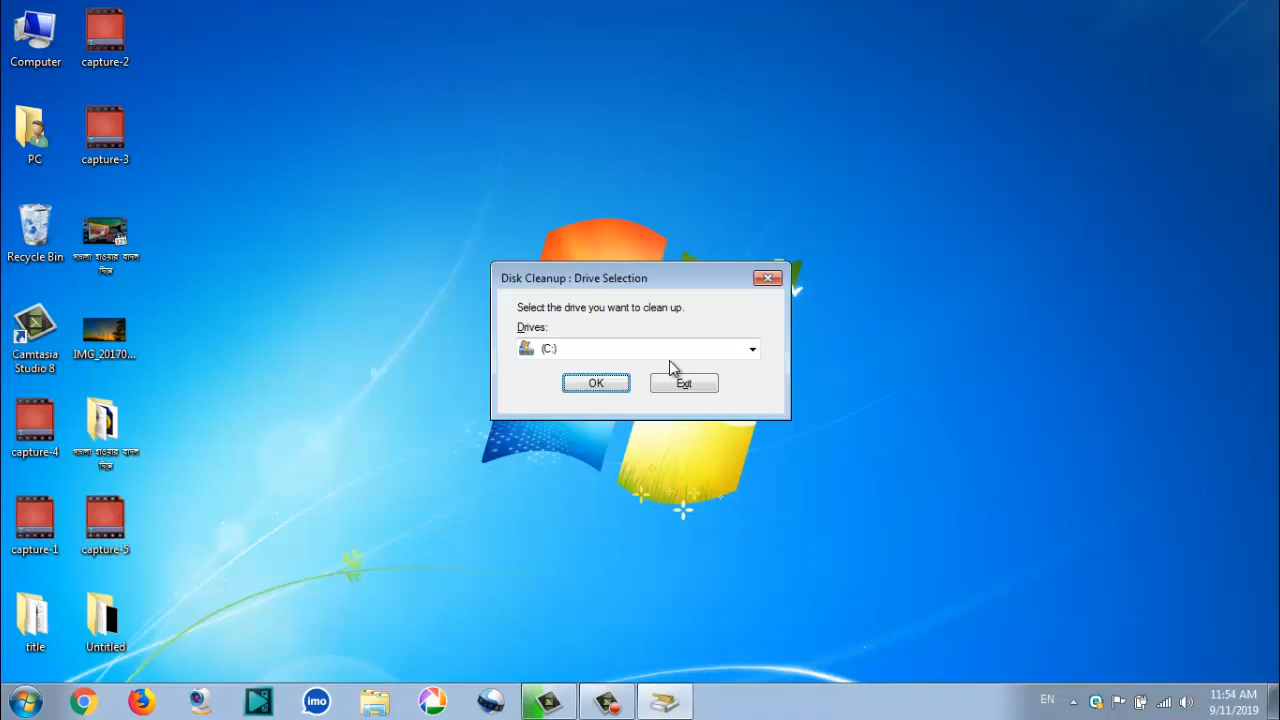 Computer
capture-2
PC
capture-3
Recycle Bin
Camtasia
Studio 8
IMG_20170...
capture-4
capture-1
capture-5
title
Untitled
Disk Cleanup : Drive Selection
Select the drive you want to clean up.
Drives:
(C:)
OK
Exit
imo
EN
11:54 AM
9/11/2019